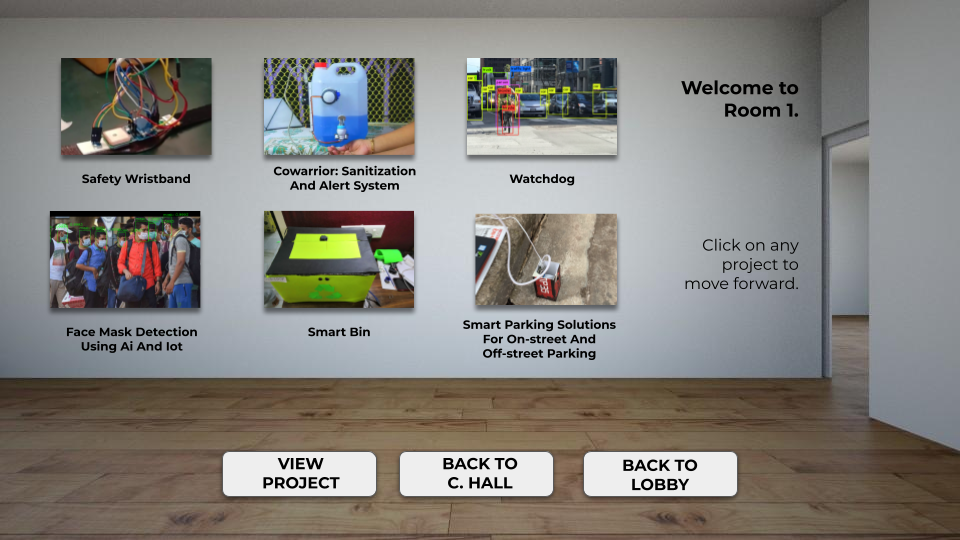 Welcome to
Room 1.
Safety Wristband
Cowarrior: Sanitization
And Alert System
Watchdog
Click on any
project to
move forward.
Face Mask Detection
Using Ai And Iot
Smart Bin
Smart Parking Solutions
For On-street And
Off-street Parking
VIEW
PROJECT
BACK TO
C. HALL
BACK TO
LOBBY